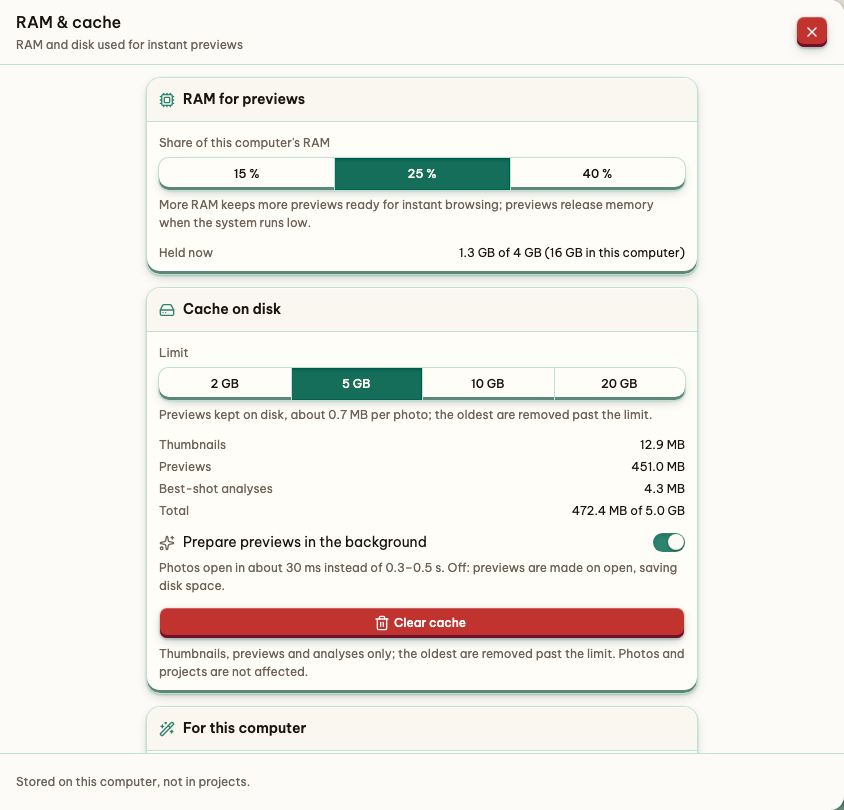 RAM & cache
RAM and disk used for instant previews
RAM for previews
Share of this computer's RAM
15 %
25 %
40 %
More RAM keeps more previews ready for instant browsing; previews release memory
when the system runs low.
Held now
1.3 GB of 4 GB (16 GB in this computer)
Cache on disk
Limit
2 GB
5 GB
10 GB
20 GB
Previews kept on disk, about 0.7 MB per photo; the oldest are removed past the limit.
Thumbnails
12.9 MB
Previews
451.0 MB
Best-shot analyses
4.3 MB
Total
472.4 MB of 5.0 GB
Prepare previews in the background
Photos open in about 30 ms instead of 0.3–0.5 s. Off: previews are made on open, saving
disk space.
Clear cache
Thumbnails, previews and analyses only; the oldest are removed past the limit. Photos and
projects are not affected.
For this computer
Stored on this computer, not in projects.